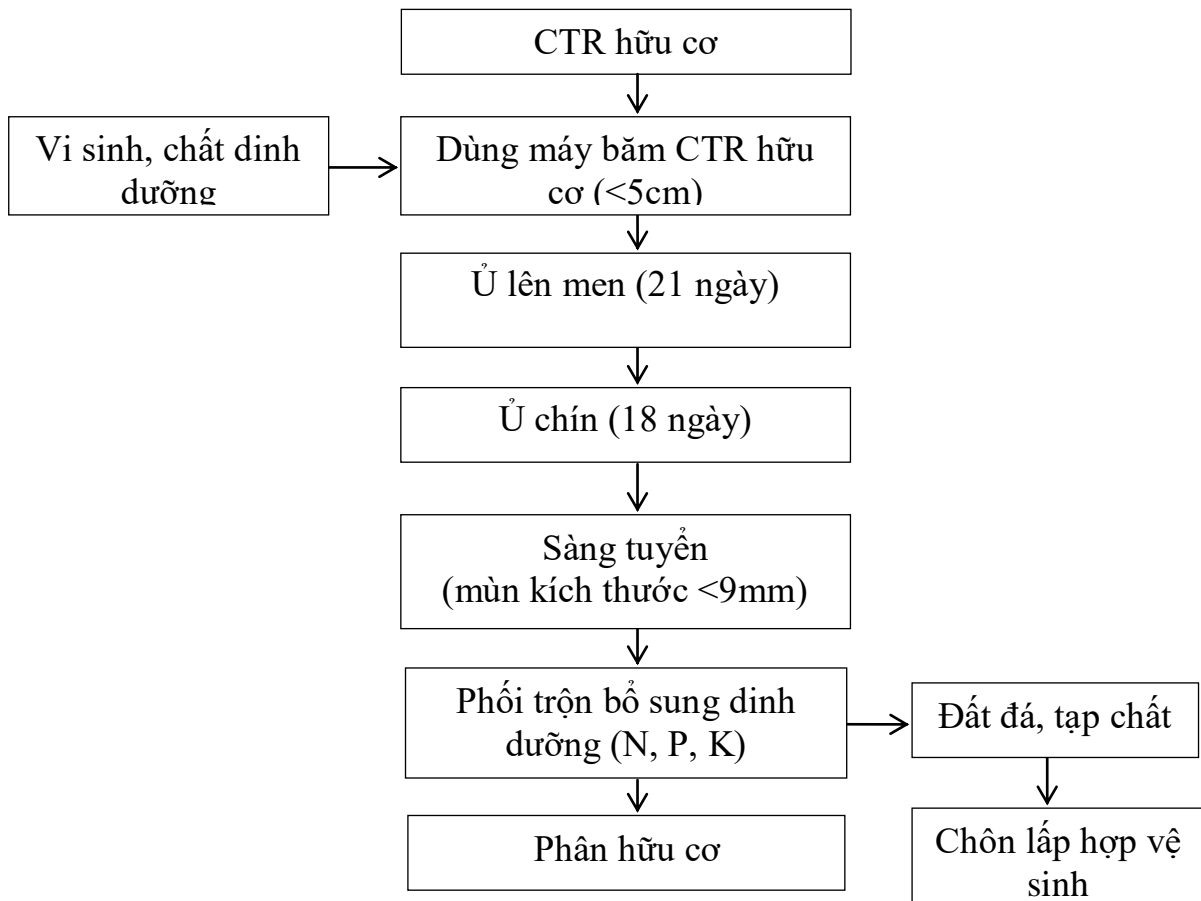 CTR hữu cơ
Vi sinh, chất dinh
dưỡng
Dùng máy băm CTR hữu
cơ (<5cm)
Ủ lên men (21 ngày)
Ủ chín (18 ngày)
Sàng tuyển
(mùn kích thước <9mm)
Phối trộn bổ sung dinh
dưỡng (N, P, K)
Đất đá, tạp chất
Phân hữu cơ
Chôn lấp hợp vệ
sinh